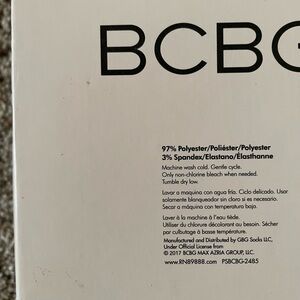 BCBG
97% Polyester/Poliéster/Polyester
3% Spandex/Elastano/Élasthanne
Machine wash cold. Gentle cycle.
Only non-chlorine bleach when needed.
Tumble dry low.
Lavar a maquina con agua fria. Ciclo delicado. Usar
solamente blanqueador sin cloro si es necesario.
Secar a máquina con temperatura bajo.
Laver à la machine à l'eau tiède.
Utiliser du chlorure décolorant au besoin. Sécher
par culbutage à basse température.
Manufactured and Distributed by GBG Socks LLC,
Under Official License from
© 2017 BCBG MAX AZRIA GROUP, LLC.
www.RN89888.com PSBCBG-2485